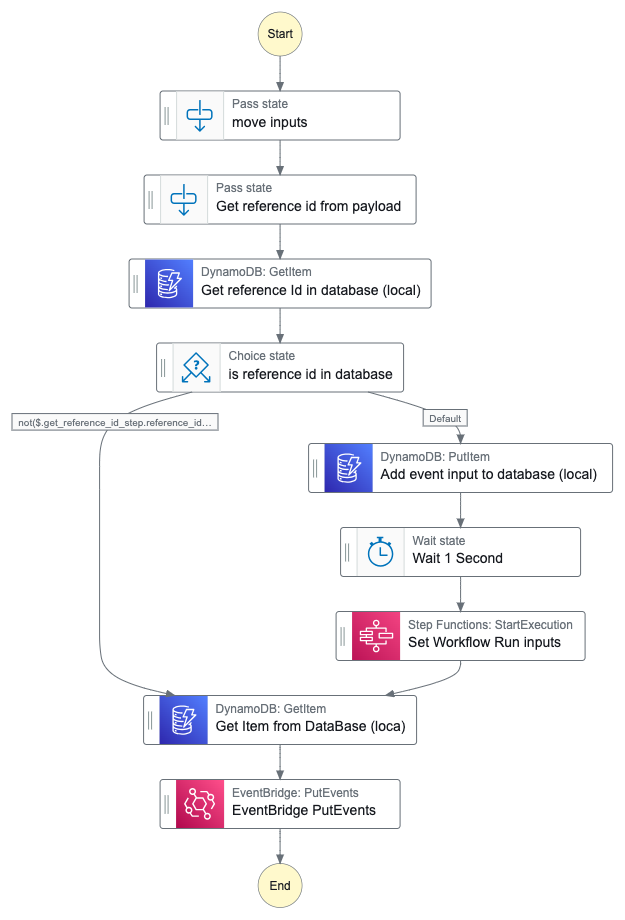 Start
Pass state
move inputs
Pass state
Get reference id from payload
DynamoDB: GetItem
Get reference Id in database (local)
Choice state
is reference id in database
not($.get_reference_id_step.reference_id...
Default
DynamoDB: PutItem
Add event input to database (local)
Wait state
Wait 1 Second
Step Functions: StartExecution
Set Workflow Run inputs
DynamoDB: GetItem
Get Item from DataBase (loca)
EventBridge: PutEvents
EventBridge PutEvents
End